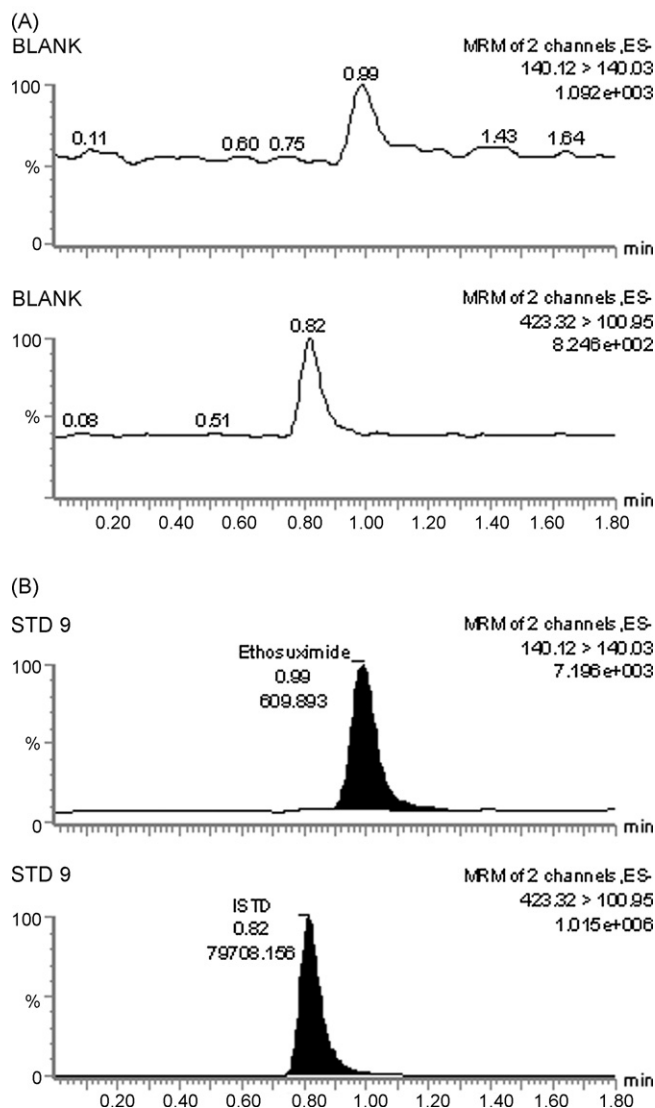 (A)
BLANK
MRM of 2 channels,ES-
140.12 > 140.03
1.092e+003
100
%
0
0.11
0.60
0.75
0.99
1.43
1.64
min
BLANK
MRM of 2 channels,ES-
423.32 > 100.95
8.246e+002
100
%
0.08
0.51
0.82
min
0.20 0.40 0.60 0.80 1.00 1.20 1.40 1.60 1.80
(B)
STD 9
MRM of 2 channels,ES-
140.12 > 140.03
7.196e+003
Ethosuximide
0.99
609.893
100
%
0
min
STD 9
MRM of 2 channels,ES-
423.32 > 100.95
1.015e+006
ISTD
0.82
79708.156
100
%
0
min
0.20 0.40 0.60 0.80 1.00 1.20 1.40 1.60 1.80